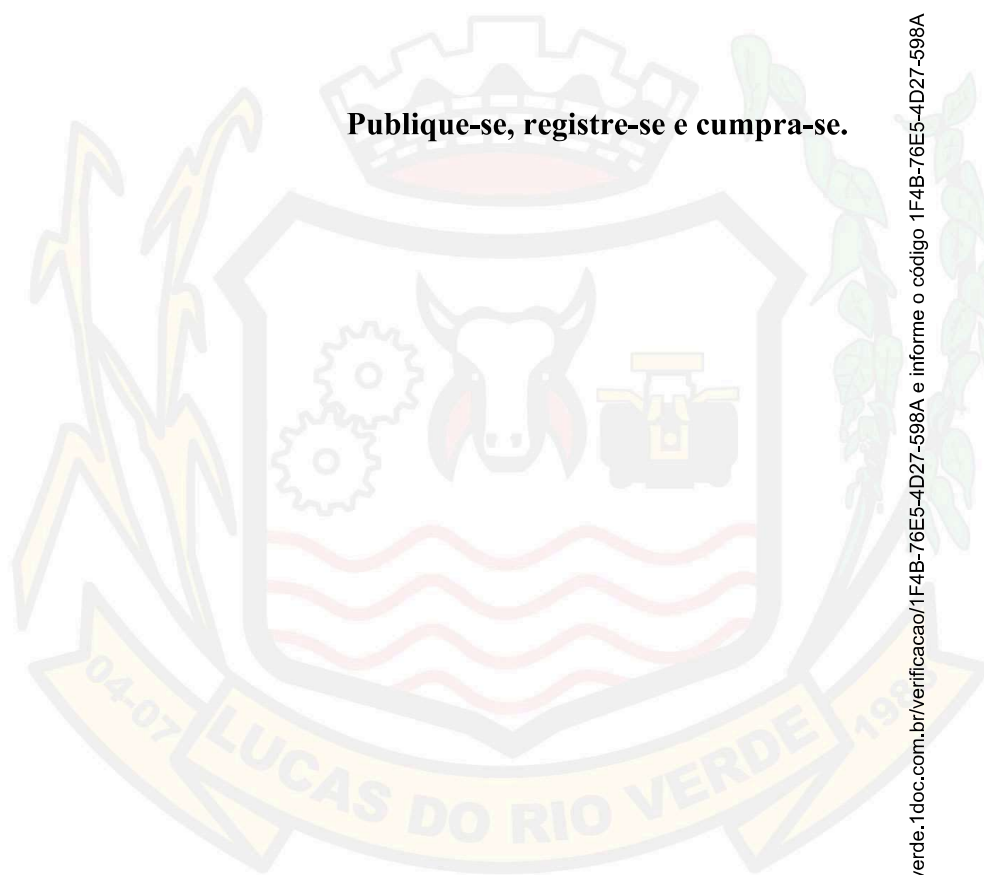 Publique-se, registre-se e cumpra-se.
04-07
LUCAS DO RIO VERDE
198
verde.1doc.com.br/verificacao/1F4B-76E5-4D27-598A e informe o código 1F4B-76E5-4D27-598A